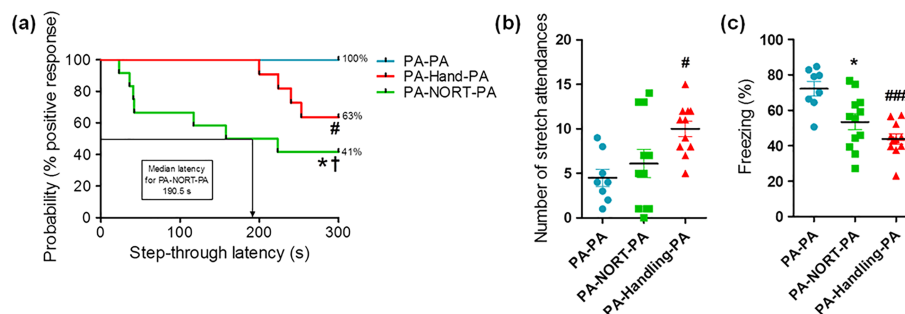 (a)
Probability (% positive response)
100
80
60
40
20
0
0
100
200
300
Step-through latency (s)
100%
63%
#
41%
*†
Median latency
for PA-NORT-PA
190.5 s
PA-PA
PA-Hand-PA
PA-NORT-PA
(b)
Number of stretch attendances
20
15
10
5
0
#
PA-PA
PA-NORT-PA
PA-Handling-PA
(c)
Freezing (%)
100
80
60
40
20
0
*
###
PA-PA
PA-NORT-PA
PA-Handling-PA